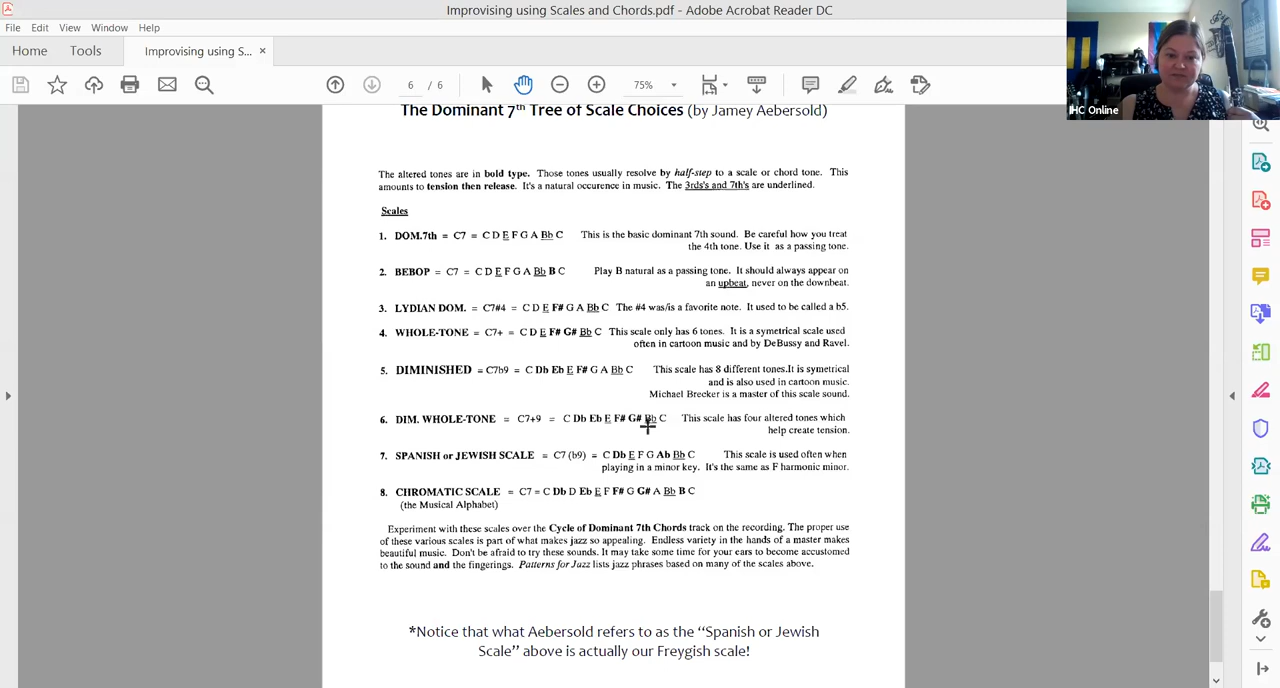 Improvising using Scales and Chords.pdf - Adobe Acrobat Reader DC
File Edit View Window Help
Home Tools Improvising using S... ×
6 / 6 75%
IHC Online
The Dominant 7th Tree of Scale Choices (by Jamey Aebersold)
The altered tones are in bold type. Those tones usually resolve by half-step to a scale or chord tone. This
amounts to tension then release. It's a natural occurence in music. The 3rds's and 7th's are underlined.
Scales
1. DOM.7th = C7 = C D E F G A Bb C This is the basic dominant 7th sound. Be careful how you treat
the 4th tone. Use it as a passing tone.
2. BEBOP = C7 = C D E F G A Bb B C Play B natural as a passing tone. It should always appear on
an upbeat, never on the downbeat.
3. LYDIAN DOM. = C7#4 = C D E F# G A Bb C The #4 was/is a favorite note. It used to be called a b5.
4. WHOLE-TONE = C7+ = C D E F# G# Bb C This scale only has 6 tones. It is a symetrical scale used
often in cartoon music and by DeBussy and Ravel.
5. DIMINISHED = C7b9 = C Db Eb E F# G A Bb C This scale has 8 different tones.It is symetrical
and is also used in cartoon music.
Michael Brecker is a master of this scale sound.
6. DIM. WHOLE-TONE = C7+9 = C Db Eb E F# G# Bb C This scale has four altered tones which
help create tension.
7. SPANISH or JEWISH SCALE = C7 (b9) = C Db E F G Ab Bb C This scale is used often when
playing in a minor key. It's the same as F harmonic minor.
8. CHROMATIC SCALE = C7 = C Db D Eb E F F# G G# A Bb B C
(the Musical Alphabet)
Experiment with these scales over the Cycle of Dominant 7th Chords track on the recording. The proper use
of these various scales is part of what makes jazz so appealing. Endless variety in the hands of a master makes
beautiful music. Don't be afraid to try these sounds. It may take some time for your ears to become accustomed
to the sound and the fingerings. Patterns for Jazz lists jazz phrases based on many of the scales above.
*Notice that what Aebersold refers to as the “Spanish or Jewish
Scale” above is actually our Freygish scale!